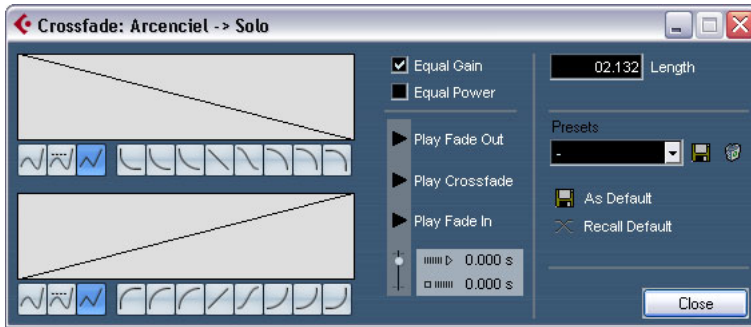 Crossfade: Arcenciel -> Solo
Equal Gain
Equal Power
Play Fade Out
Play Crossfade
Play Fade In
0.000 s
0.000 s
02.132 Length
Presets
-
As Default
Recall Default
Close